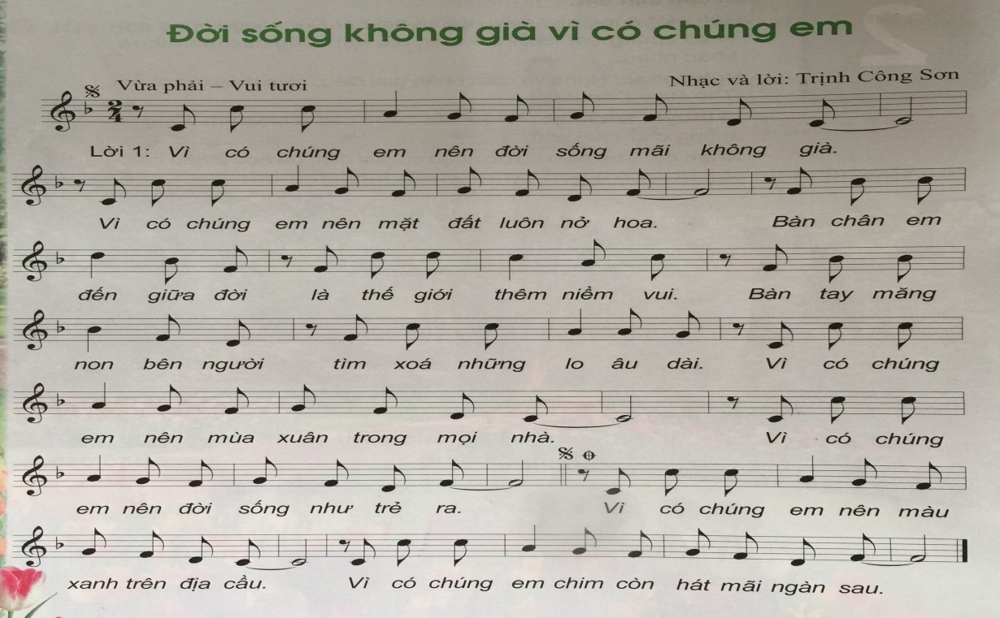 Đời sống không già vì có chúng em
Vừa phải – Vui tươi
Nhạc và lời: Trịnh Công Sơn
2
4
Lời 1: Vì có chúng em nên đời sống mãi không già.
Vì có chúng em nên mặt đất luôn nở hoa. Bàn chân em
đến giữa đời là thế giới thêm niềm vui. Bàn tay măng
non bên người tìm xoá những lo âu dài. Vì có chúng
em nên mùa xuân trong mọi nhà. Vì có chúng
em nên đời sống như trẻ ra. Vì có chúng em nên màu
xanh trên địa cầu. Vì có chúng em chim còn hát mãi ngàn sau.